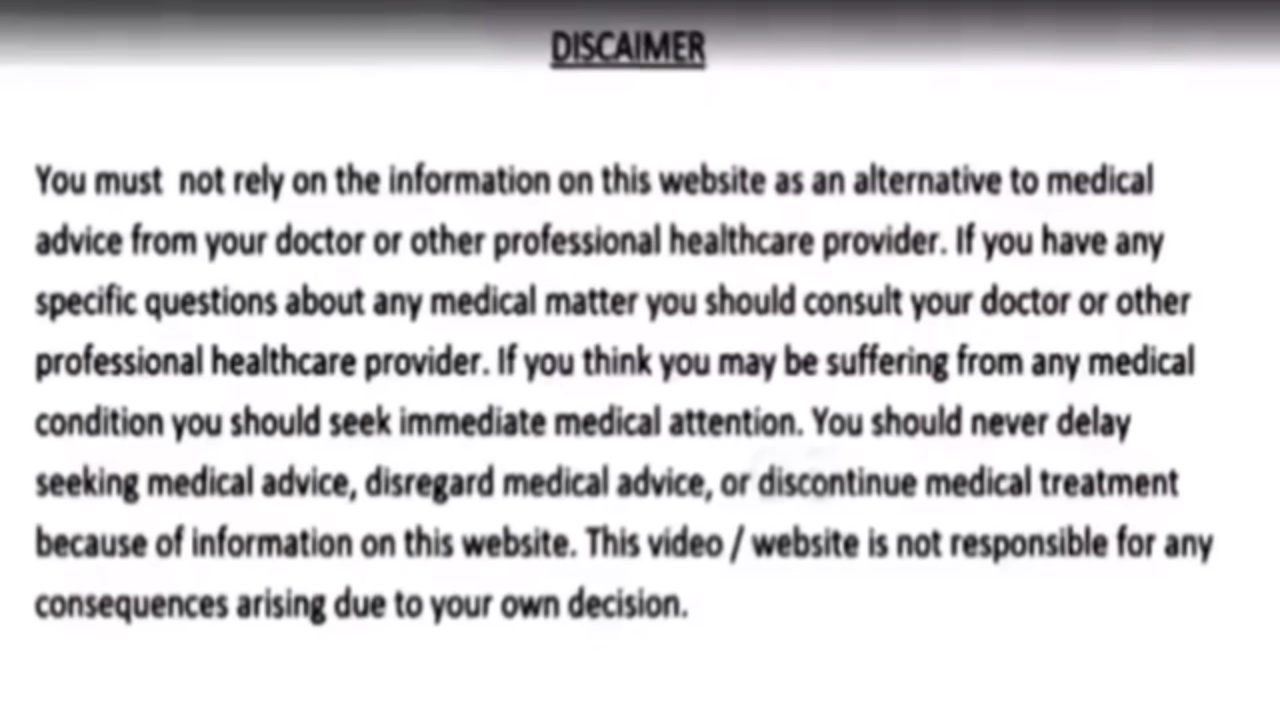 DISCAIMER
You must not rely on the information on this website as an alternative to medical
advice from your doctor or other professional healthcare provider. If you have any
specific questions about any medical matter you should consult your doctor or other
professional healthcare provider. If you think you may be suffering from any medical
condition you should seek immediate medical attention. You should never delay
seeking medical advice, disregard medical advice, or discontinue medical treatment
because of information on this website. This video / website is not responsible for any
consequences arising due to your own decision.